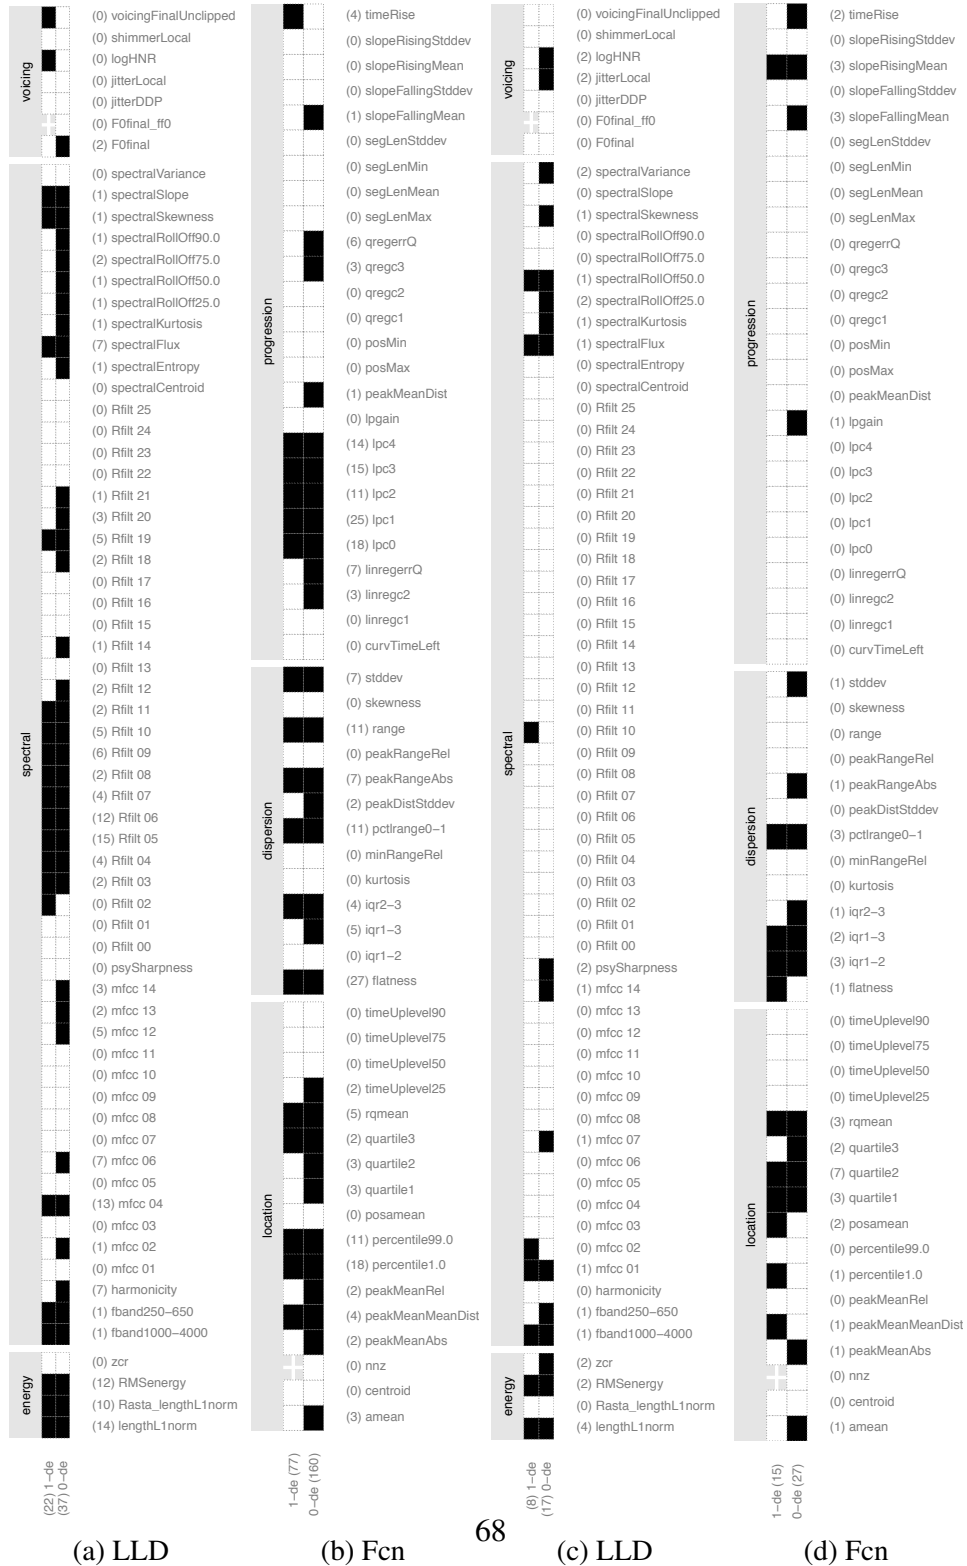 voicing
(0) voicingFinalUnclipped
(0) shimmerLocal
(0) logHNR
(0) jitterLocal
(0) jitterDDP
(0) F0final_ff0
(2) F0final
spectral
(0) spectralVariance
(1) spectralSlope
(1) spectralSkewness
(1) spectralRollOff90.0
(2) spectralRollOff75.0
(1) spectralRollOff50.0
(1) spectralRollOff25.0
(1) spectralKurtosis
(7) spectralFlux
(1) spectralEntropy
(0) spectralCentroid
(0) Rfilt 25
(0) Rfilt 24
(0) Rfilt 23
(0) Rfilt 22
(1) Rfilt 21
(3) Rfilt 20
(5) Rfilt 19
(2) Rfilt 18
(0) Rfilt 17
(0) Rfilt 16
(0) Rfilt 15
(1) Rfilt 14
(0) Rfilt 13
(2) Rfilt 12
(2) Rfilt 11
(5) Rfilt 10
(6) Rfilt 09
(2) Rfilt 08
(4) Rfilt 07
(12) Rfilt 06
(15) Rfilt 05
(4) Rfilt 04
(2) Rfilt 03
(0) Rfilt 02
(0) Rfilt 01
(0) Rfilt 00
(0) psySharpness
(3) mfcc 14
(2) mfcc 13
(5) mfcc 12
(0) mfcc 11
(0) mfcc 10
(0) mfcc 09
(0) mfcc 08
(0) mfcc 07
(7) mfcc 06
(0) mfcc 05
(13) mfcc 04
(0) mfcc 03
(1) mfcc 02
(0) mfcc 01
(7) harmonicity
(1) fband250−650
(1) fband1000−4000
energy
(0) zcr
(12) RMSenergy
(10) Rasta_lengthL1norm
(14) lengthL1norm
(22) 1−de
(37) 0−de
(a) LLD
progression
(4) timeRise
(0) slopeRisingStddev
(0) slopeRisingMean
(0) slopeFallingStddev
(1) slopeFallingMean
(0) segLenStddev
(0) segLenMin
(0) segLenMean
(0) segLenMax
(6) qregerrQ
(3) qregc3
(0) qregc2
(0) qregc1
(0) posMin
(0) posMax
(1) peakMeanDist
(0) lpgain
(14) lpc4
(15) lpc3
(11) lpc2
(25) lpc1
(18) lpc0
(7) linregerrQ
(3) linregc2
(0) linregc1
(0) curvTimeLeft
dispersion
(7) stddev
(0) skewness
(11) range
(0) peakRangeRel
(7) peakRangeAbs
(2) peakDistStddev
(11) pctlrange0−1
(0) minRangeRel
(0) kurtosis
(4) iqr2−3
(5) iqr1−3
(0) iqr1−2
(27) flatness
location
(0) timeUplevel90
(0) timeUplevel75
(0) timeUplevel50
(2) timeUplevel25
(5) rqmean
(2) quartile3
(3) quartile2
(3) quartile1
(0) posamean
(11) percentile99.0
(18) percentile1.0
(2) peakMeanRel
(4) peakMeanMeanDist
(2) peakMeanAbs
(0) nnz
(0) centroid
(3) amean
1−de (77)
0−de (160)
(b) Fcn
voicing
(0) voicingFinalUnclipped
(0) shimmerLocal
(2) logHNR
(2) jitterLocal
(0) jitterDDP
(0) F0final_ff0
(0) F0final
spectral
(2) spectralVariance
(0) spectralSlope
(1) spectralSkewness
(0) spectralRollOff90.0
(0) spectralRollOff75.0
(1) spectralRollOff50.0
(2) spectralRollOff25.0
(1) spectralKurtosis
(1) spectralFlux
(0) spectralEntropy
(0) spectralCentroid
(0) Rfilt 25
(0) Rfilt 24
(0) Rfilt 23
(0) Rfilt 22
(0) Rfilt 21
(0) Rfilt 20
(0) Rfilt 19
(0) Rfilt 18
(0) Rfilt 17
(0) Rfilt 16
(0) Rfilt 15
(0) Rfilt 14
(0) Rfilt 13
(0) Rfilt 12
(0) Rfilt 11
(0) Rfilt 10
(0) Rfilt 09
(0) Rfilt 08
(0) Rfilt 07
(0) Rfilt 06
(0) Rfilt 05
(0) Rfilt 04
(0) Rfilt 03
(0) Rfilt 02
(0) Rfilt 01
(0) Rfilt 00
(2) psySharpness
(1) mfcc 14
(0) mfcc 13
(0) mfcc 12
(0) mfcc 11
(0) mfcc 10
(0) mfcc 09
(0) mfcc 08
(1) mfcc 07
(0) mfcc 06
(0) mfcc 05
(0) mfcc 04
(0) mfcc 03
(0) mfcc 02
(1) mfcc 01
(0) harmonicity
(1) fband250−650
(1) fband1000−4000
energy
(2) zcr
(2) RMSenergy
(0) Rasta_lengthL1norm
(4) lengthL1norm
(8) 1−de
(17) 0−de
(c) LLD
progression
(2) timeRise
(0) slopeRisingStddev
(3) slopeRisingMean
(0) slopeFallingStddev
(3) slopeFallingMean
(0) segLenStddev
(0) segLenMin
(0) segLenMean
(0) segLenMax
(0) qregerrQ
(0) qregc3
(0) qregc2
(0) qregc1
(0) posMin
(0) posMax
(0) peakMeanDist
(1) lpgain
(0) lpc4
(0) lpc3
(0) lpc2
(0) lpc1
(0) lpc0
(0) linregerrQ
(0) linregc2
(0) linregc1
(0) curvTimeLeft
dispersion
(1) stddev
(0) skewness
(0) range
(0) peakRangeRel
(1) peakRangeAbs
(0) peakDistStddev
(3) pctlrange0−1
(0) minRangeRel
(0) kurtosis
(1) iqr2−3
(2) iqr1−3
(3) iqr1−2
(1) flatness
location
(0) timeUplevel90
(0) timeUplevel75
(0) timeUplevel50
(0) timeUplevel25
(3) rqmean
(2) quartile3
(7) quartile2
(3) quartile1
(2) posamean
(0) percentile99.0
(1) percentile1.0
(0) peakMeanRel
(1) peakMeanMeanDist
(1) peakMeanAbs
(0) nnz
(0) centroid
(1) amean
1−de (15)
0−de (27)
(d) Fcn
68